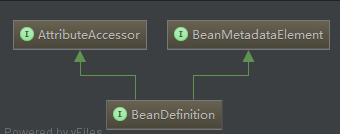 I AttributeAccessor
I BeanMetadataElement
I BeanDefinition
Powered by yFiles